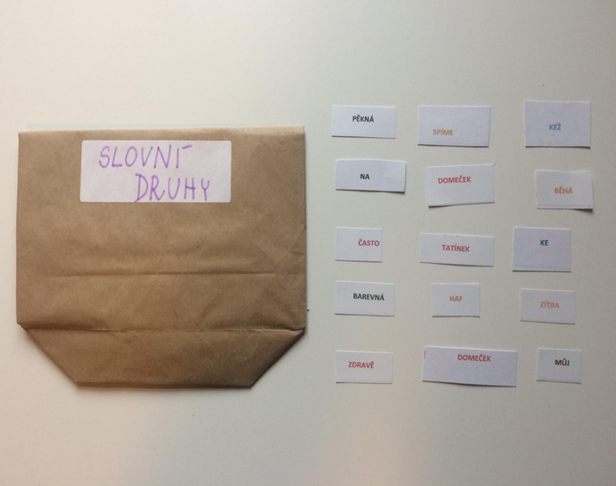 SLOVNÍ
DRUHY
PĚKNÁ
SPÍME
KÉŽ
NA
DOMEČEK
BĚHÁ
ČASTO
TATÍNEK
KE
BAREVNÁ
HAF
ZÍTRA
ZDRAVĚ
DOMEČEK
MŮJ